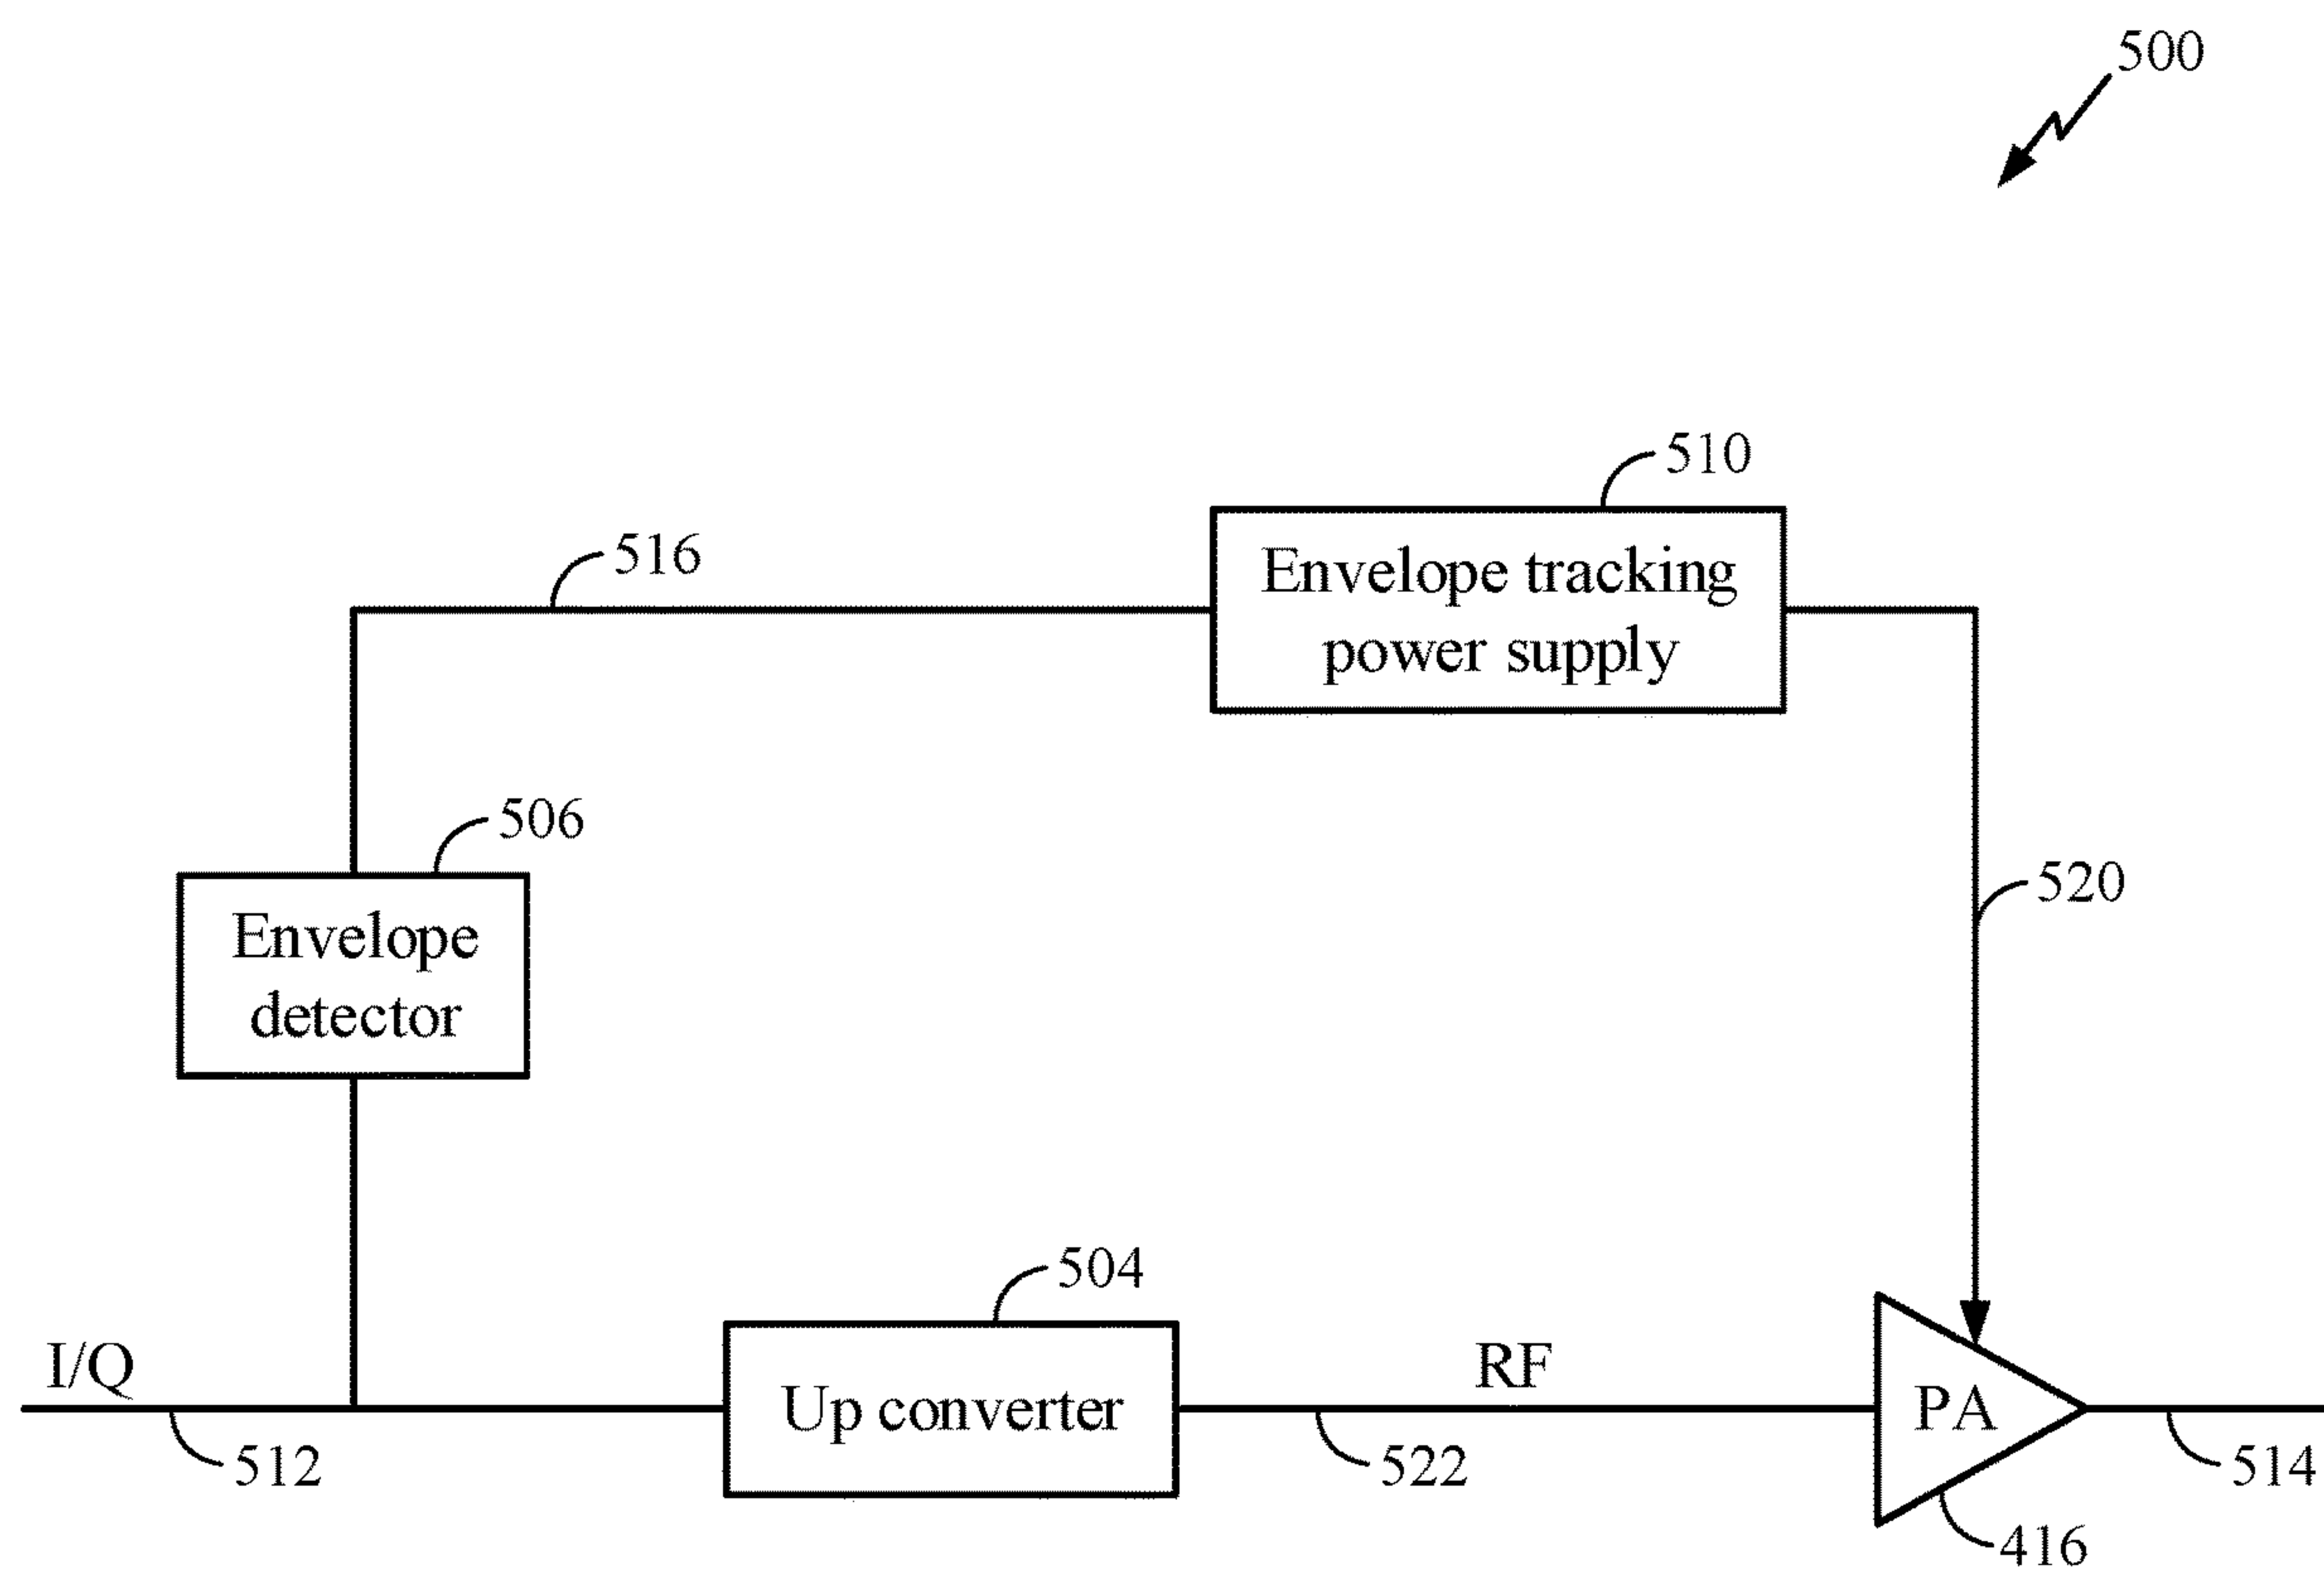 500
510
516
Envelope tracking
power supply
506
520
Envelope
detector
504
I/Q
RF
Up converter
PA
512
522
514
416